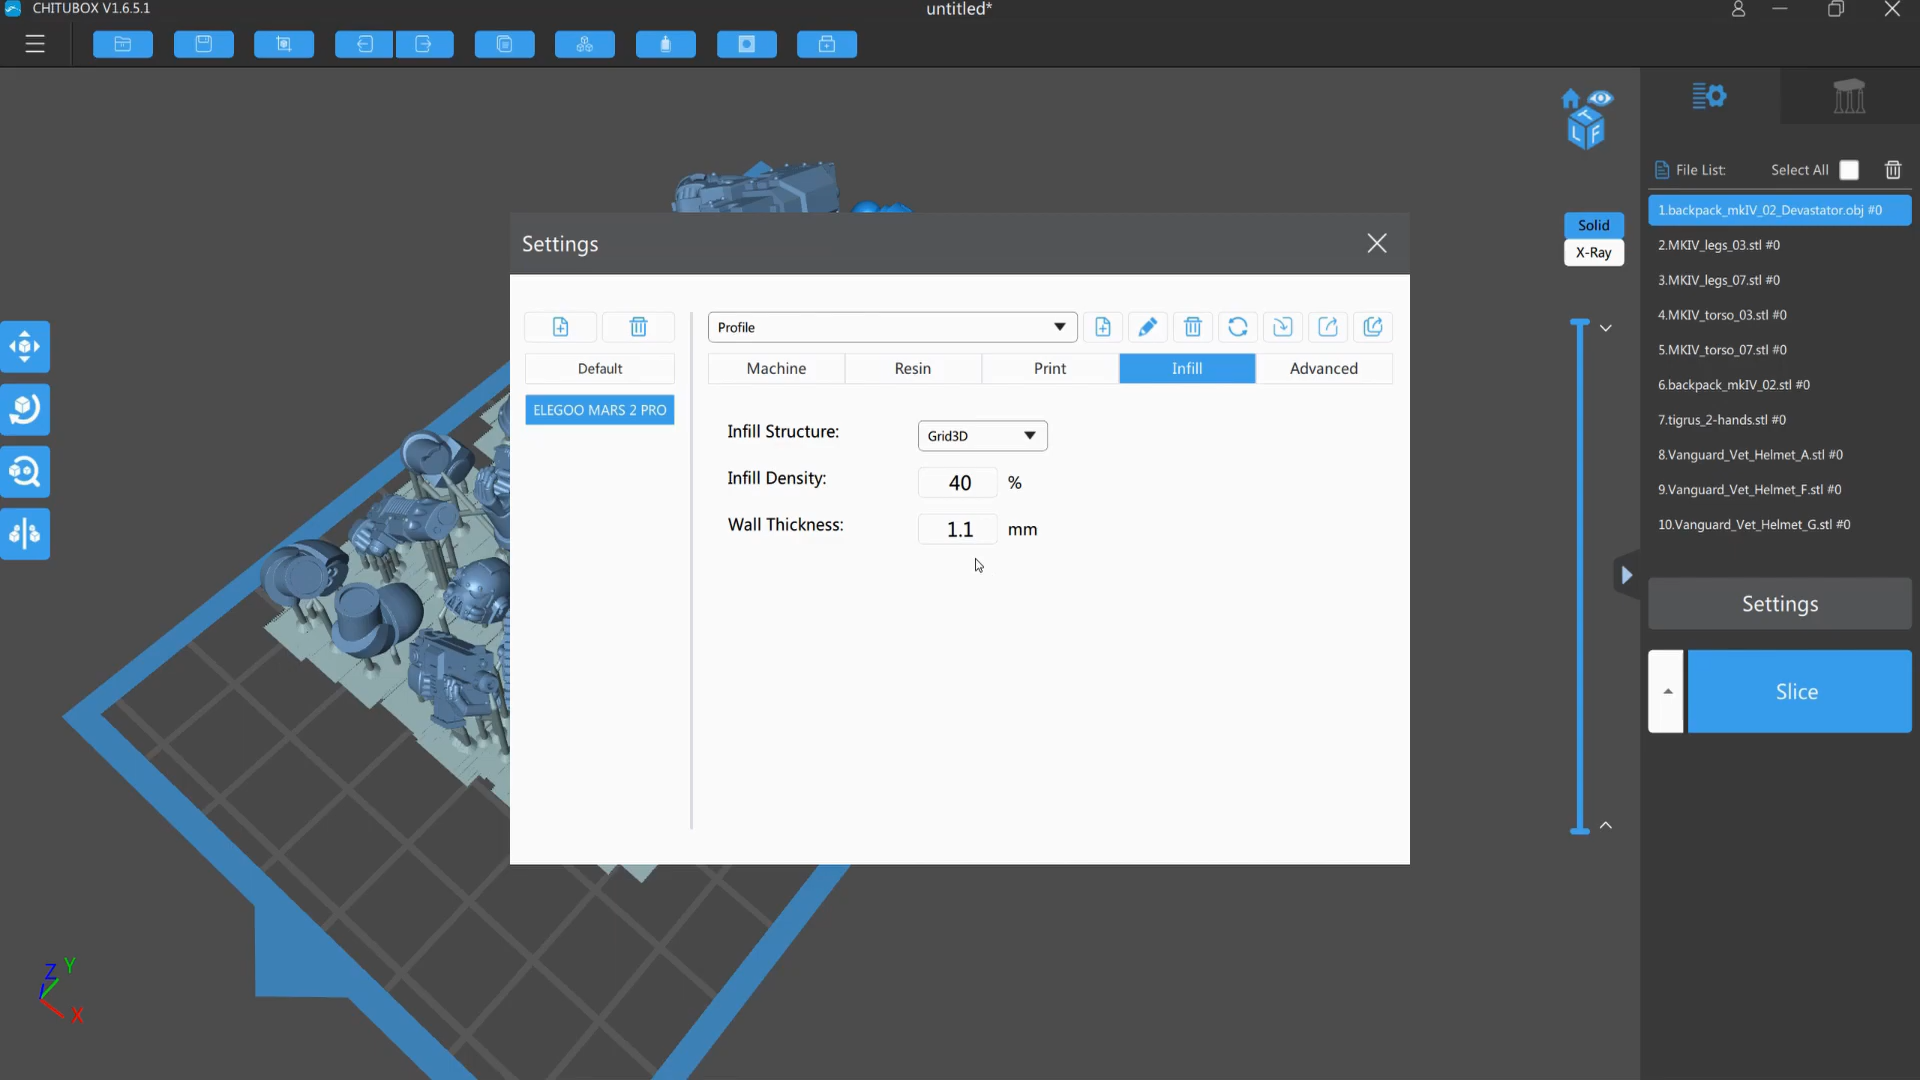 CHITUBOX V1.6.5.1
untitled*
File List:
Select All
1.backpack_mkIV_02_Devastator.obj #0
2.MKIV_legs_03.stl #0
3.MKIV_legs_07.stl #0
4.MKIV_torso_03.stl #0
5.MKIV_torso_07.stl #0
6.backpack_mkIV_02.stl #0
7.tigrus_2-hands.stl #0
8.Vanguard_Vet_Helmet_A.stl #0
9.Vanguard_Vet_Helmet_F.stl #0
10.Vanguard_Vet_Helmet_G.stl #0
Settings
Slice
T
L F
Solid
X-Ray
Settings
Default
ELEGOO MARS 2 PRO
Profile
Machine Resin Print Infill Advanced
Infill Structure: Grid3D
Infill Density: 40 %
Wall Thickness: 1.1 mm
Z Y
X